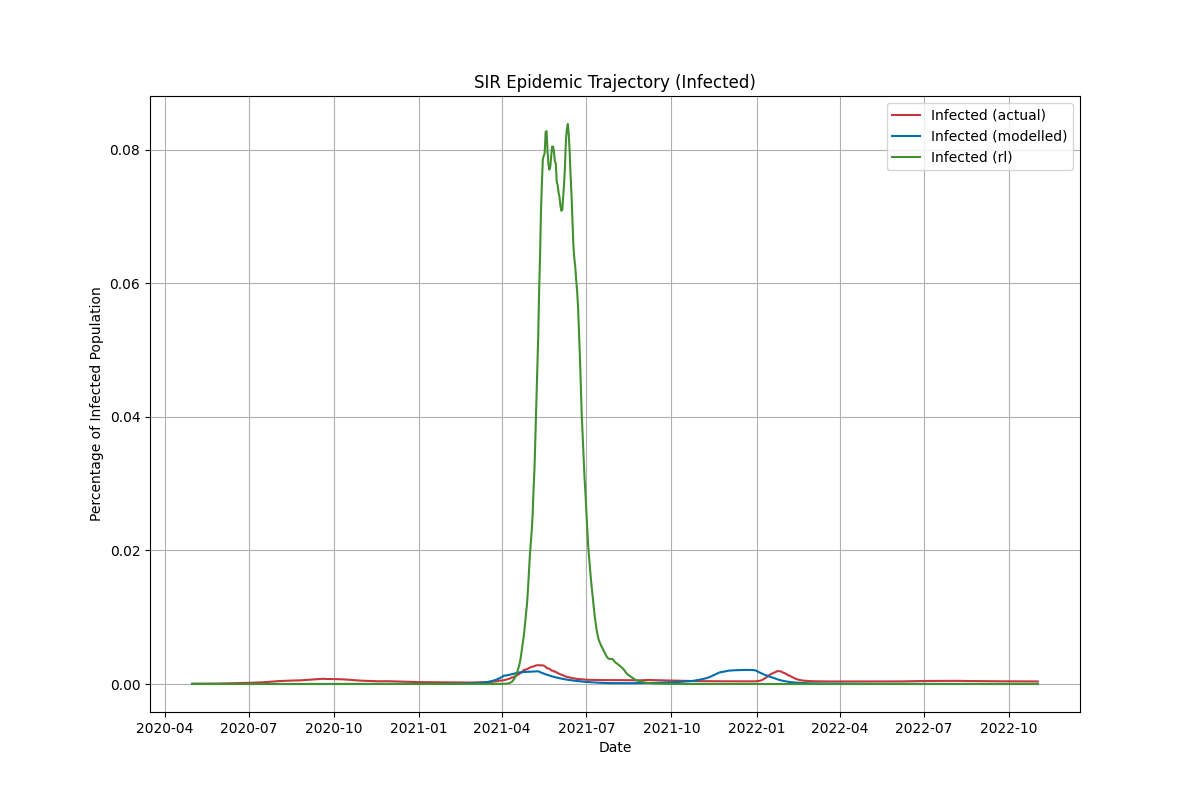 SIR Epidemic Trajectory (Infected)
Infected (actual)
Infected (modelled)
Infected (rl)
Percentage of Infected Population
0.08
0.06
0.04
0.02
0.00
2020-04 2020-07 2020-10 2021-01 2021-04 2021-07 2021-10 2022-01 2022-04 2022-07 2022-10
Date